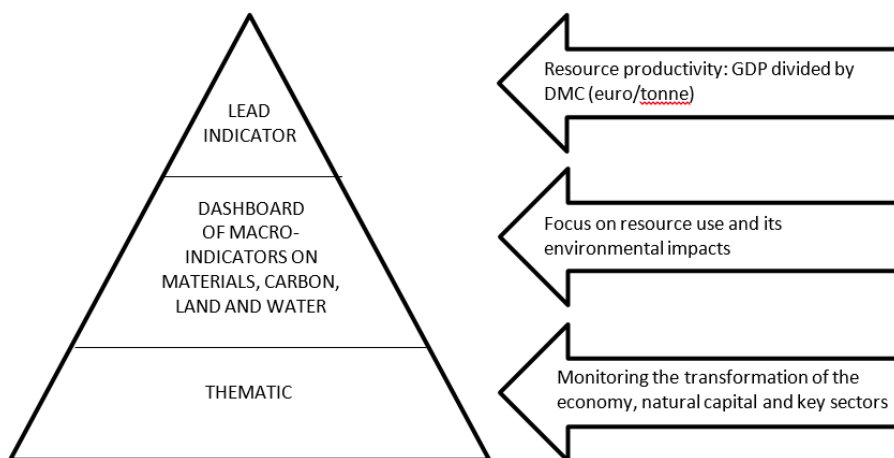 LEAD
INDICATOR
Resource productivity: GDP divided by
DMC (euro/tonne)
DASHBOARD
OF MACRO-
INDICATORS ON
MATERIALS, CARBON,
LAND AND WATER
Focus on resource use and its
environmental impacts
THEMATIC
Monitoring the transformation of the
economy, natural capital and key sectors